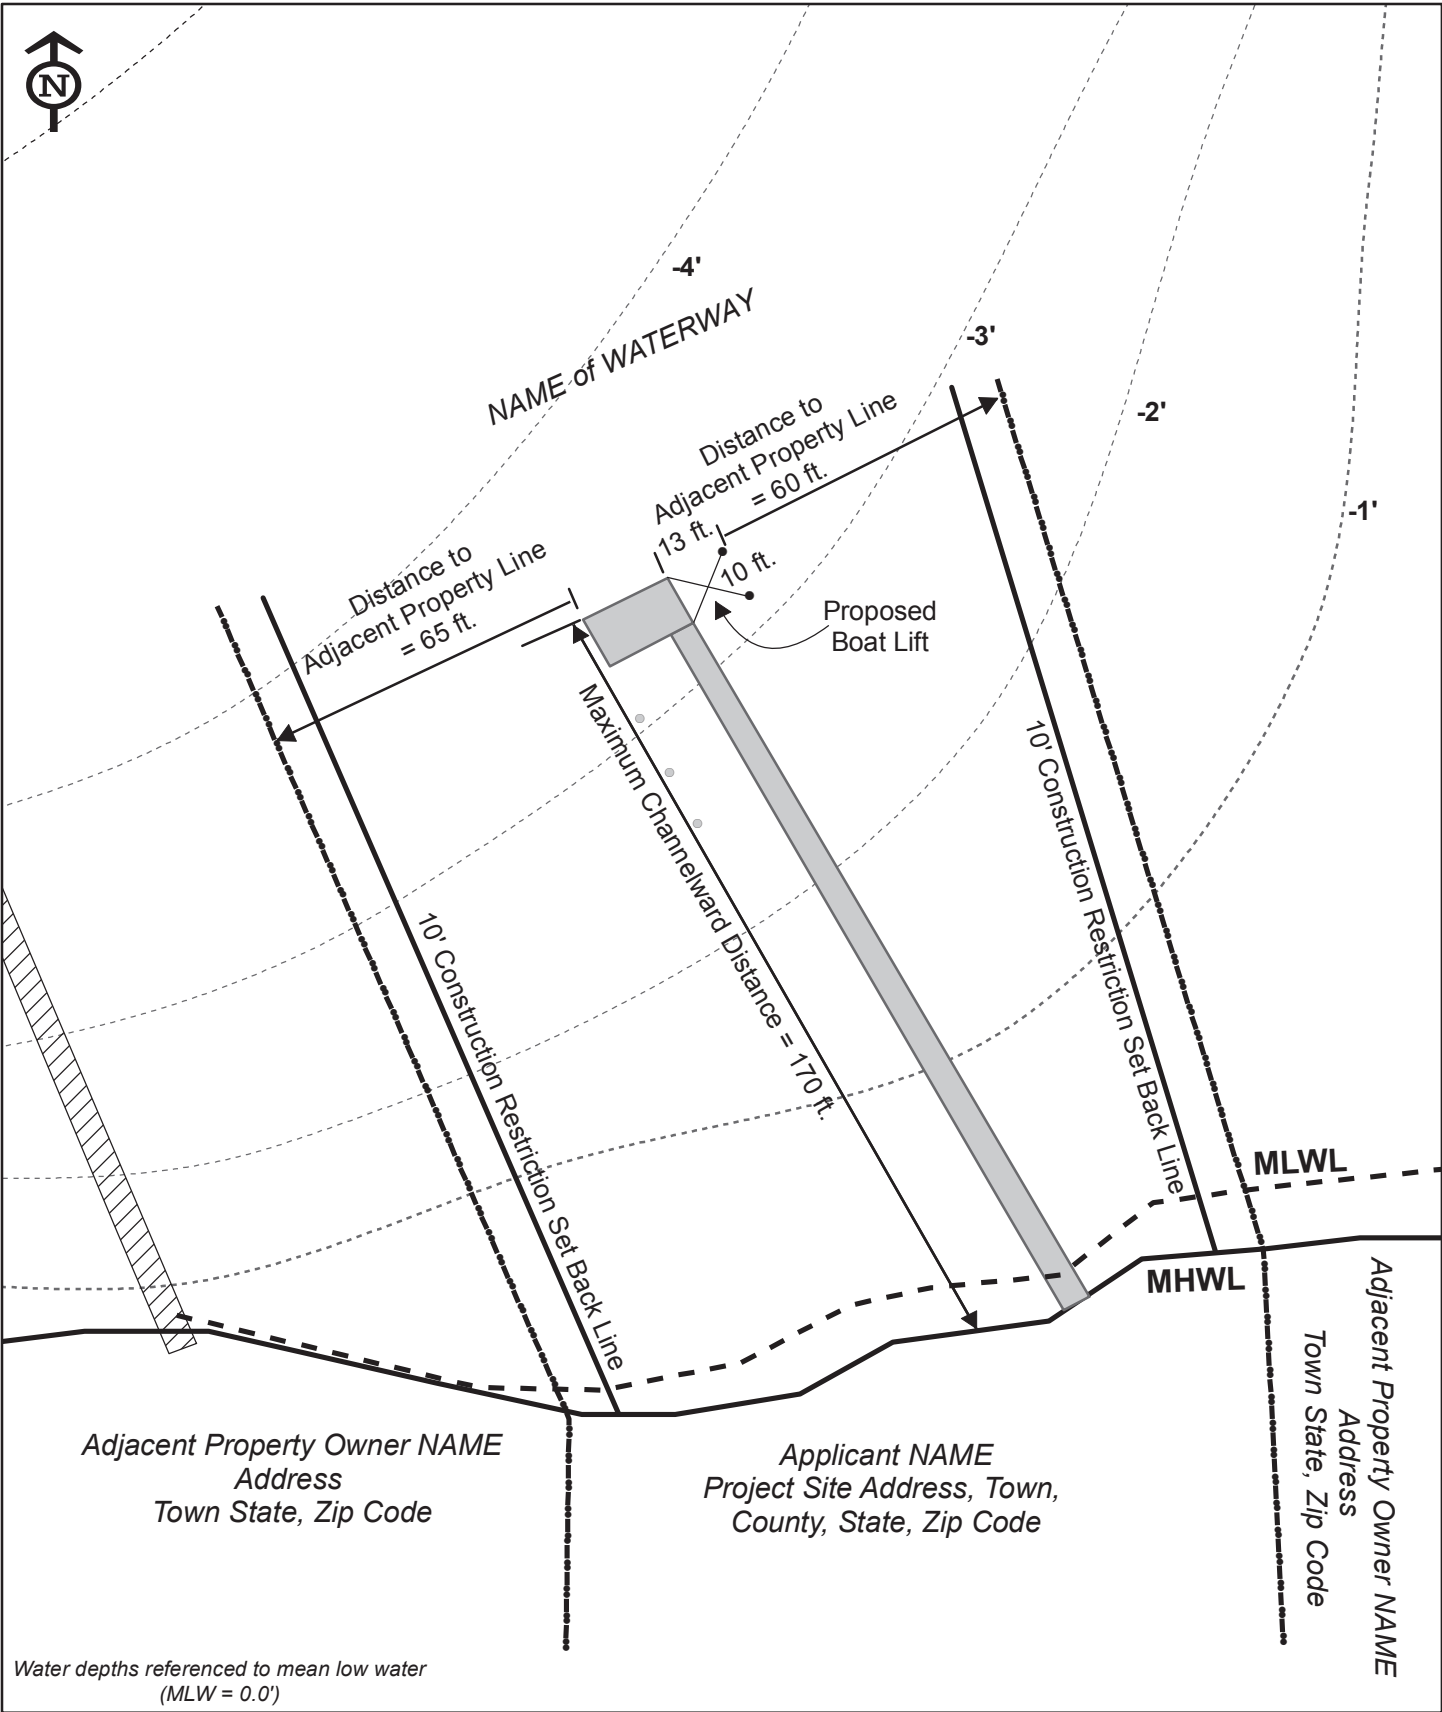 N
-4'
NAME of WATERWAY
-3'
-2'
-1'
Distance to
Adjacent Property Line
= 60 ft.
13 ft.
10 ft.
Distance to
Adjacent Property Line
= 65 ft.
Proposed
Boat Lift
Maximum Channelward Distance = 170 ft.
10' Construction Restriction Set Back Line
10' Construction Restriction Set Back Line
MLWL
MHWL
Adjacent Property Owner NAME
Address
Town State, Zip Code
Applicant NAME
Project Site Address, Town,
County, State, Zip Code
Adjacent Property Owner NAME
Address
Town State, Zip Code
Water depths referenced to mean low water
(MLW = 0.0')